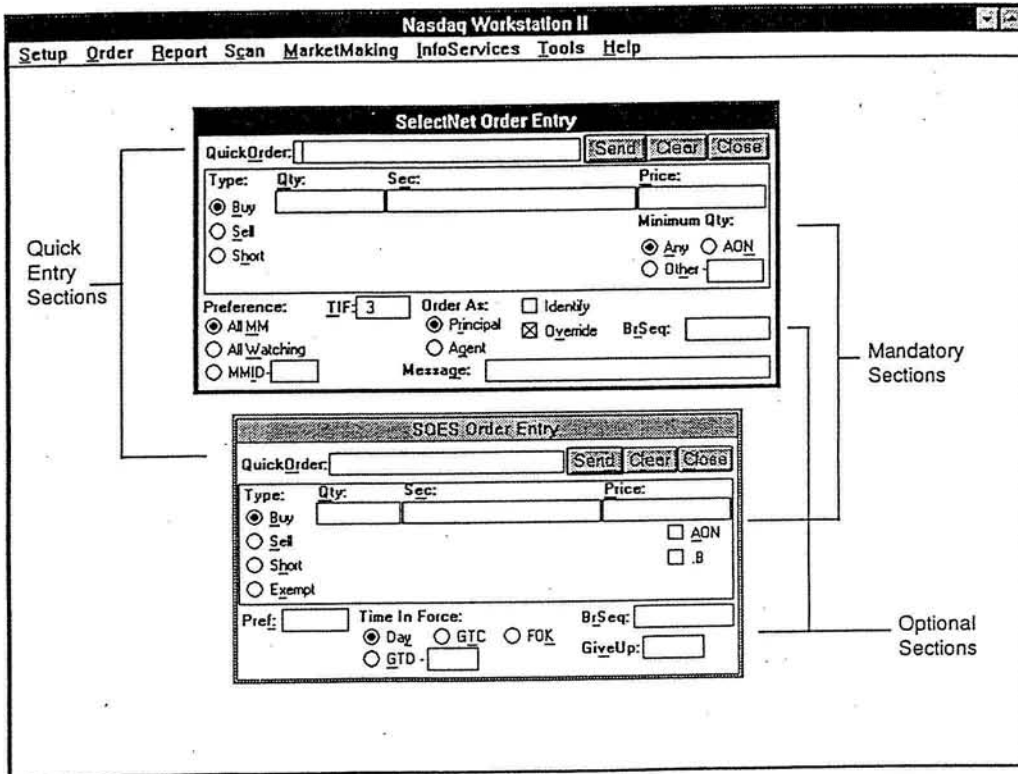 Nasdaq Workstation II
Setup Order Report Scan MarketMaking InfoServices Tools Help
SelectNet Order Entry
QuickOrder: Send Clear Close
Type: Qty: Sec: Price:
Buy
Sell
Short
Minimum Qty:
Any AON
Other -
Preference: TIF: 3 Order As: Identify
All MM Principal Override BrSeq:
All Watching Agent
MMID- Message:
Quick
Entry
Sections
Mandatory
Sections
SOES Order Entry
QuickOrder: Send Clear Close
Type: Qty: Sec: Price:
Buy AON
Sell .B
Short
Exempt
Pref: Time In Force: BrSeq:
Day GTC FOK GiveUp:
GTD -
Optional
Sections